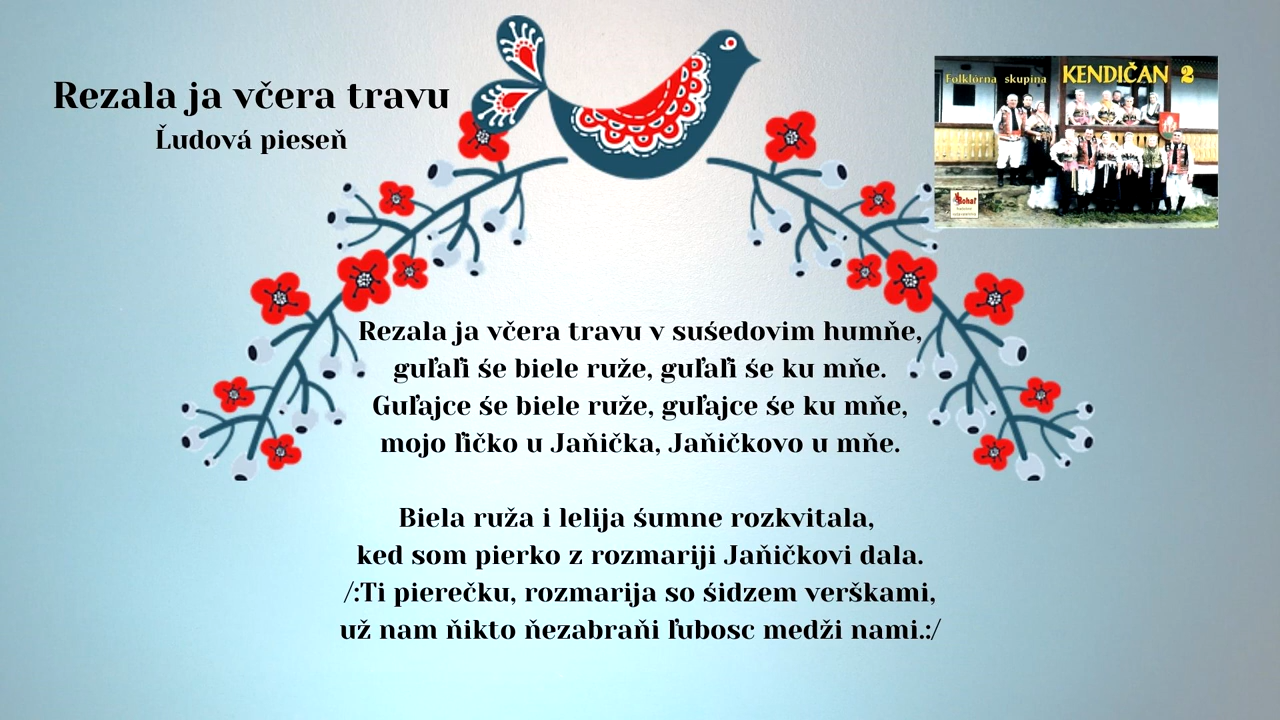 Rezala ja včera travu
Ľudová pieseň
Folklórna skupina KENDIČAN 2
Rohaľ
Rezala ja včera travu v suśedovim humňe,
guľaľi śe biele ruže, guľaľi śe ku mňe.
Guľajce śe biele ruže, guľajce śe ku mňe,
mojo ľičko u Jaňička, Jaňičkovo u mňe.
Biela ruža i lelija śumne rozkvitala,
ked som pierko z rozmariji Jaňičkovi dala.
/:Ti pierečku, rozmarija so śidzem verškami,
už nam ňikto ňezabraňi ľubosc medži nami.:/